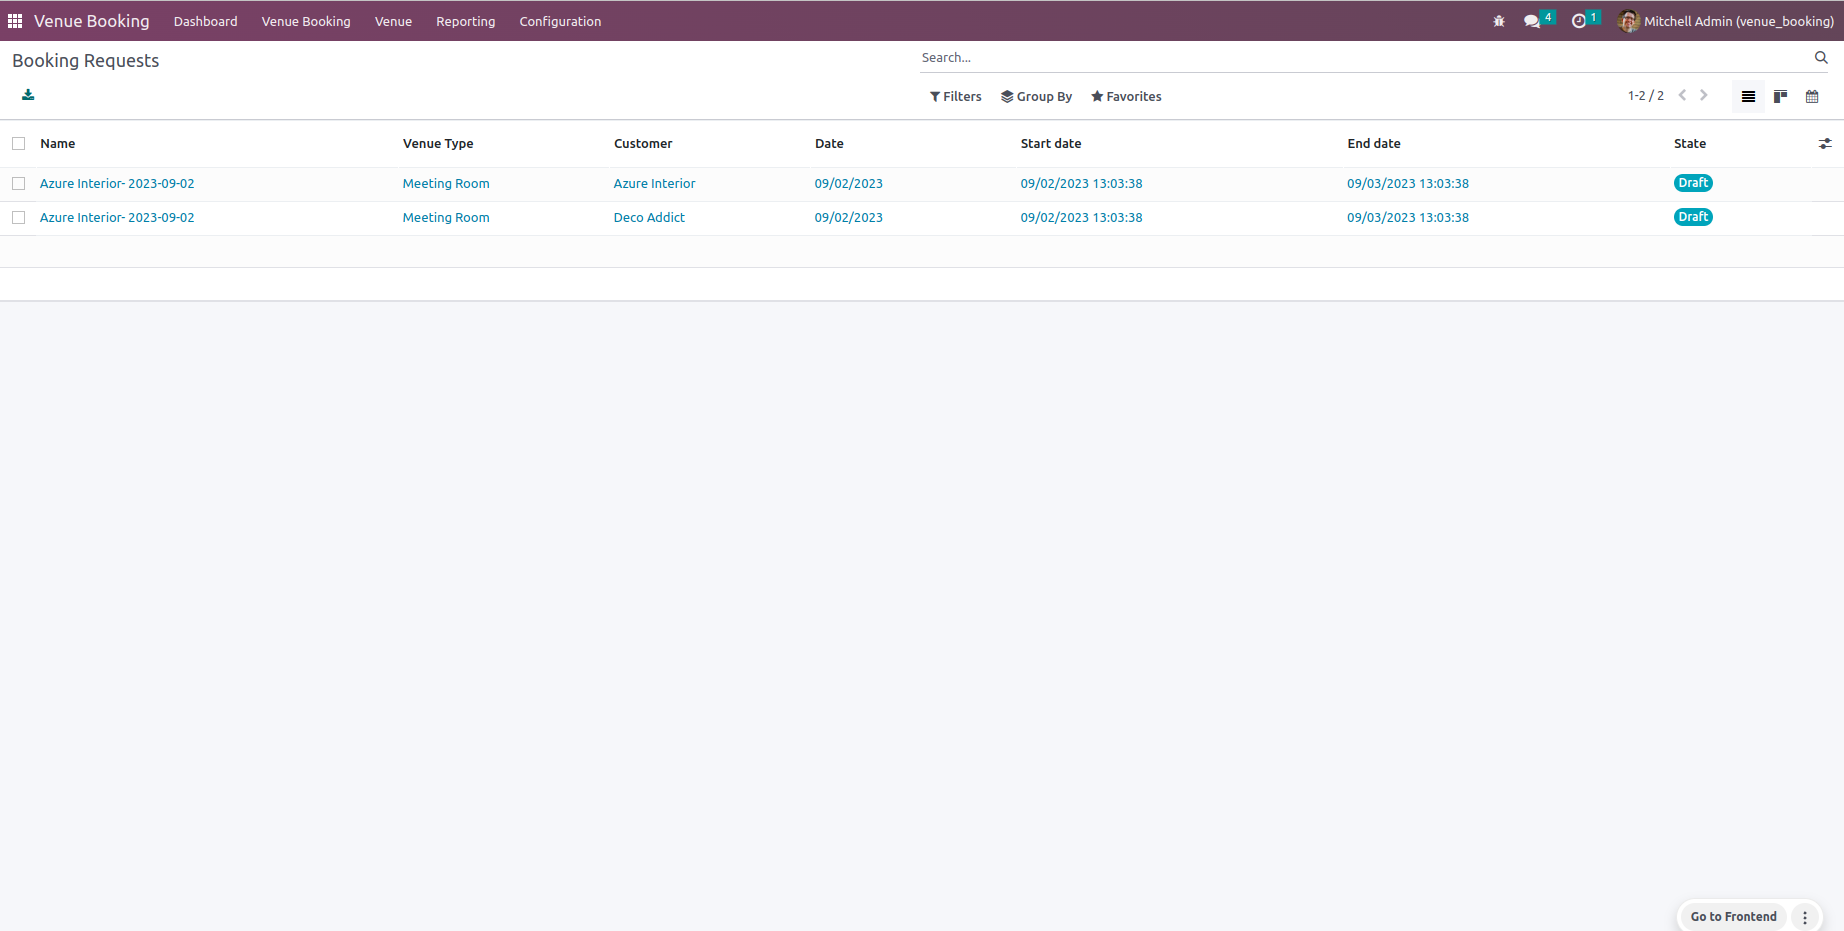 Venue Booking Dashboard Venue Booking Venue Reporting Configuration 4 1 Mitchell Admin (venue_booking)
Booking Requests Search...
Filters Group By Favorites 1-2 / 2
Name Venue Type Customer Date Start date End date State
Azure Interior- 2023-09-02 Meeting Room Azure Interior 09/02/2023 09/02/2023 13:03:38 09/03/2023 13:03:38 Draft
Azure Interior- 2023-09-02 Meeting Room Deco Addict 09/02/2023 09/02/2023 13:03:38 09/03/2023 13:03:38 Draft
Go to Frontend